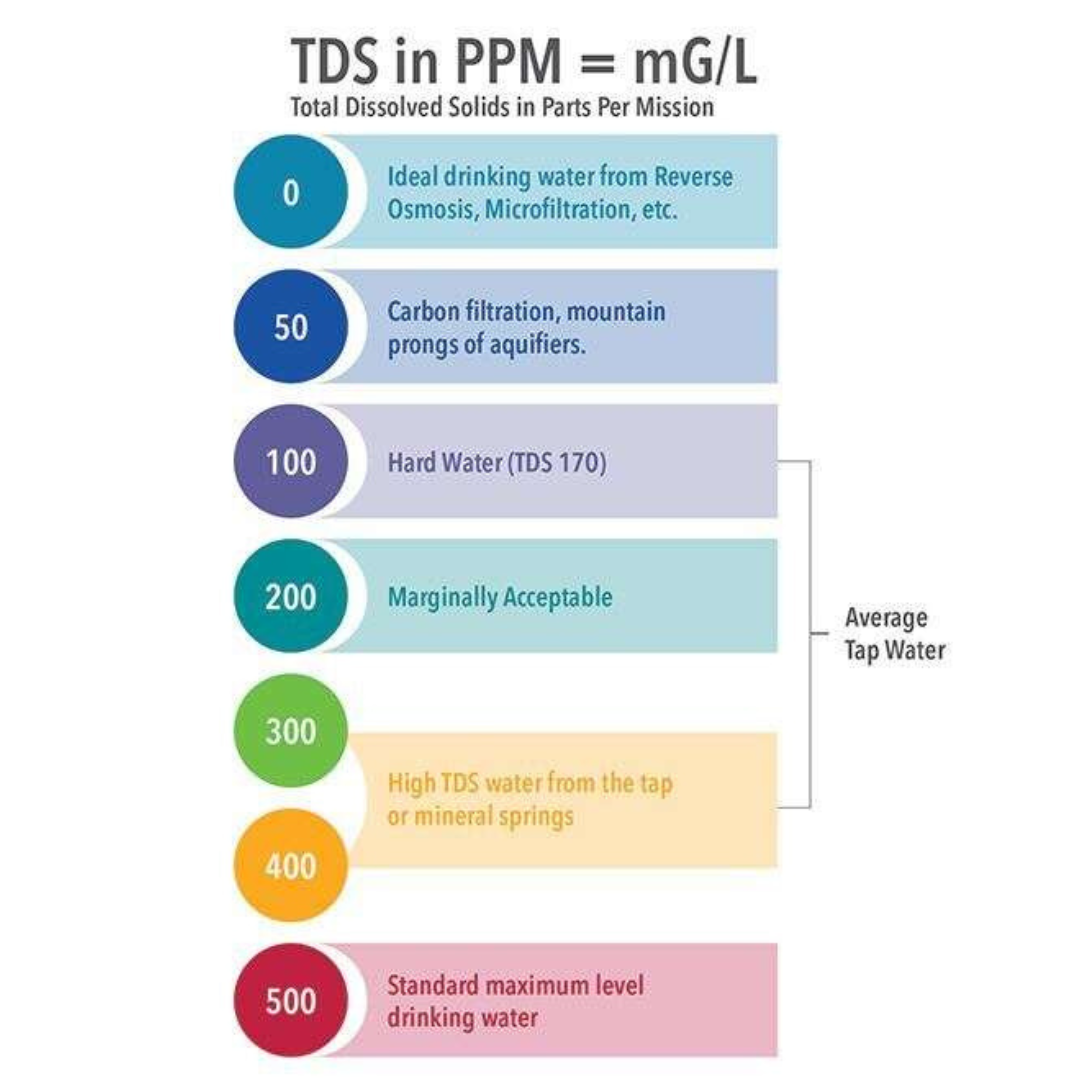 TDS in PPM = mG/L
Total Dissolved Solids in Parts Per Mission
0
Ideal drinking water from Reverse
Osmosis, Microfiltration, etc.
50
Carbon filtration, mountain
prongs of aquifiers.
100
Hard Water (TDS 170)
200
Marginally Acceptable
Average
Tap Water
300
High TDS water from the tap
or mineral springs
400
500
Standard maximum level
drinking water